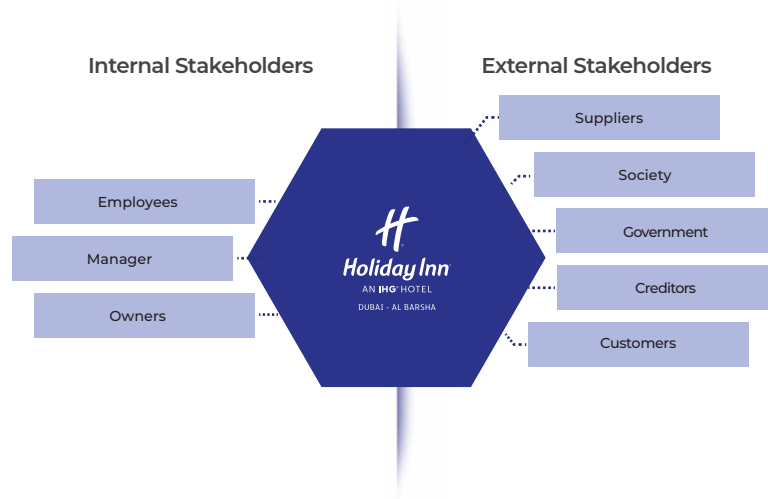 Internal Stakeholders
External Stakeholders
Suppliers
Society
Employees
Government
Manager
Creditors
Owners
Customers
Holiday Inn
AN IHG HOTEL
DUBAI - AL BARSHA